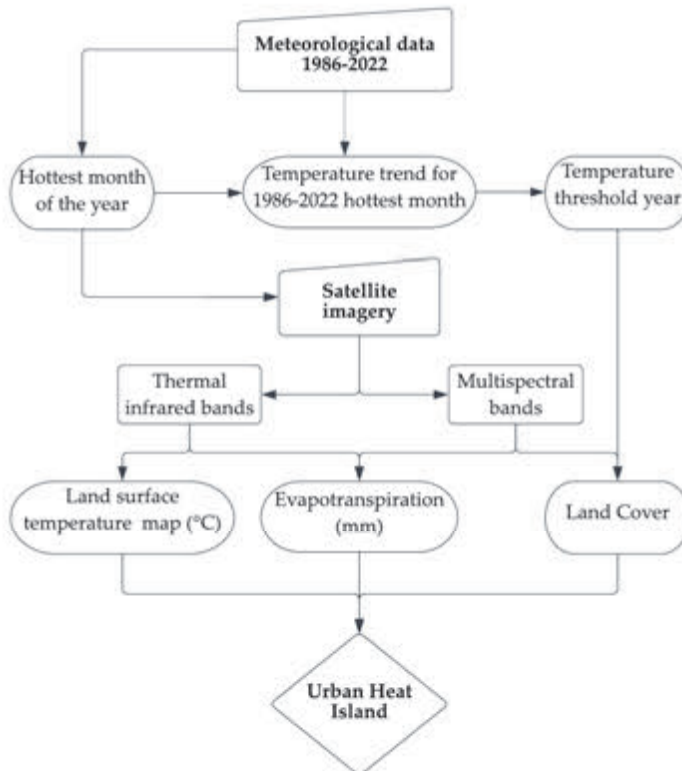 Meteorological data
1986-2022
Hottest month
of the year
Temperature trend for
1986-2022 hottest month
Temperature
threshold year
Satellite
imagery
Thermal
infrared bands
Multispectral
bands
Land surface
temperature map (°C)
Evapotranspiration
(mm)
Land Cover
Urban Heat
Island